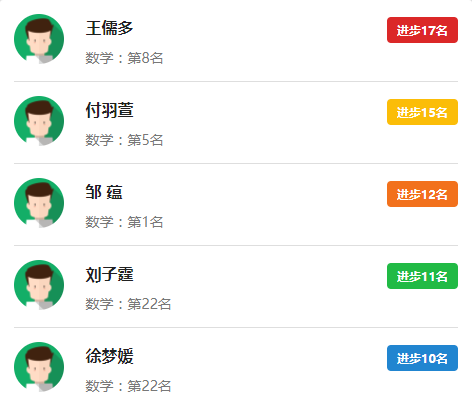 王儒多
进步17名
数学：第8名
付羽萱
进步15名
数学：第5名
邹 蕴
进步12名
数学：第1名
刘子霆
进步11名
数学：第22名
徐梦媛
进步10名
数学：第22名